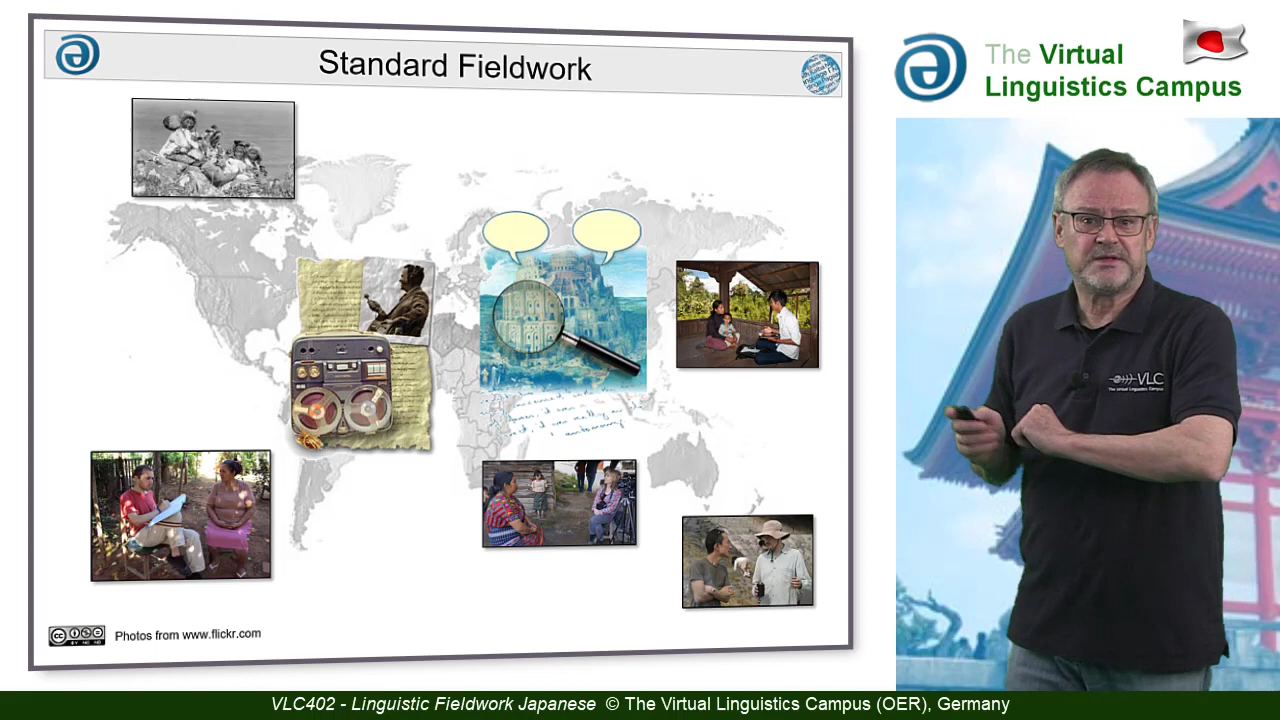 Standard Fieldwork
The Virtual
Linguistics Campus
VLC
The Virtual Linguistics Campus
Photos from www.flickr.com
VLC402 - Linguistic Fieldwork Japanese © The Virtual Linguistics Campus (OER), Germany